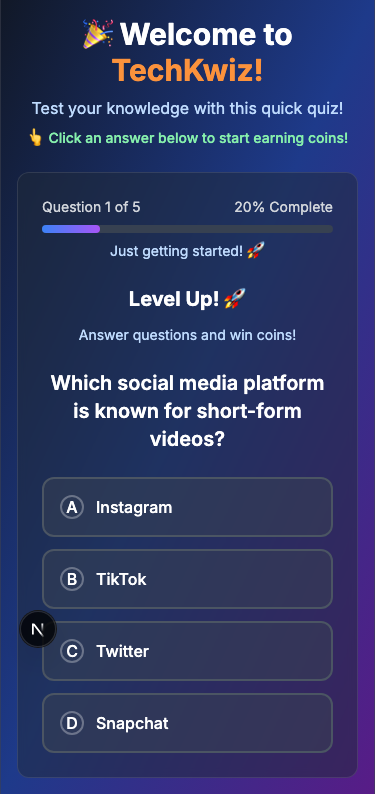 🎉 Welcome to
TechKwiz!
Test your knowledge with this quick quiz!
👆 Click an answer below to start earning coins!
Question 1 of 5
20% Complete
Just getting started! 🚀
Level Up! 🚀
Answer questions and win coins!
Which social media platform
is known for short-form
videos?
A Instagram
B TikTok
N
C Twitter
D Snapchat